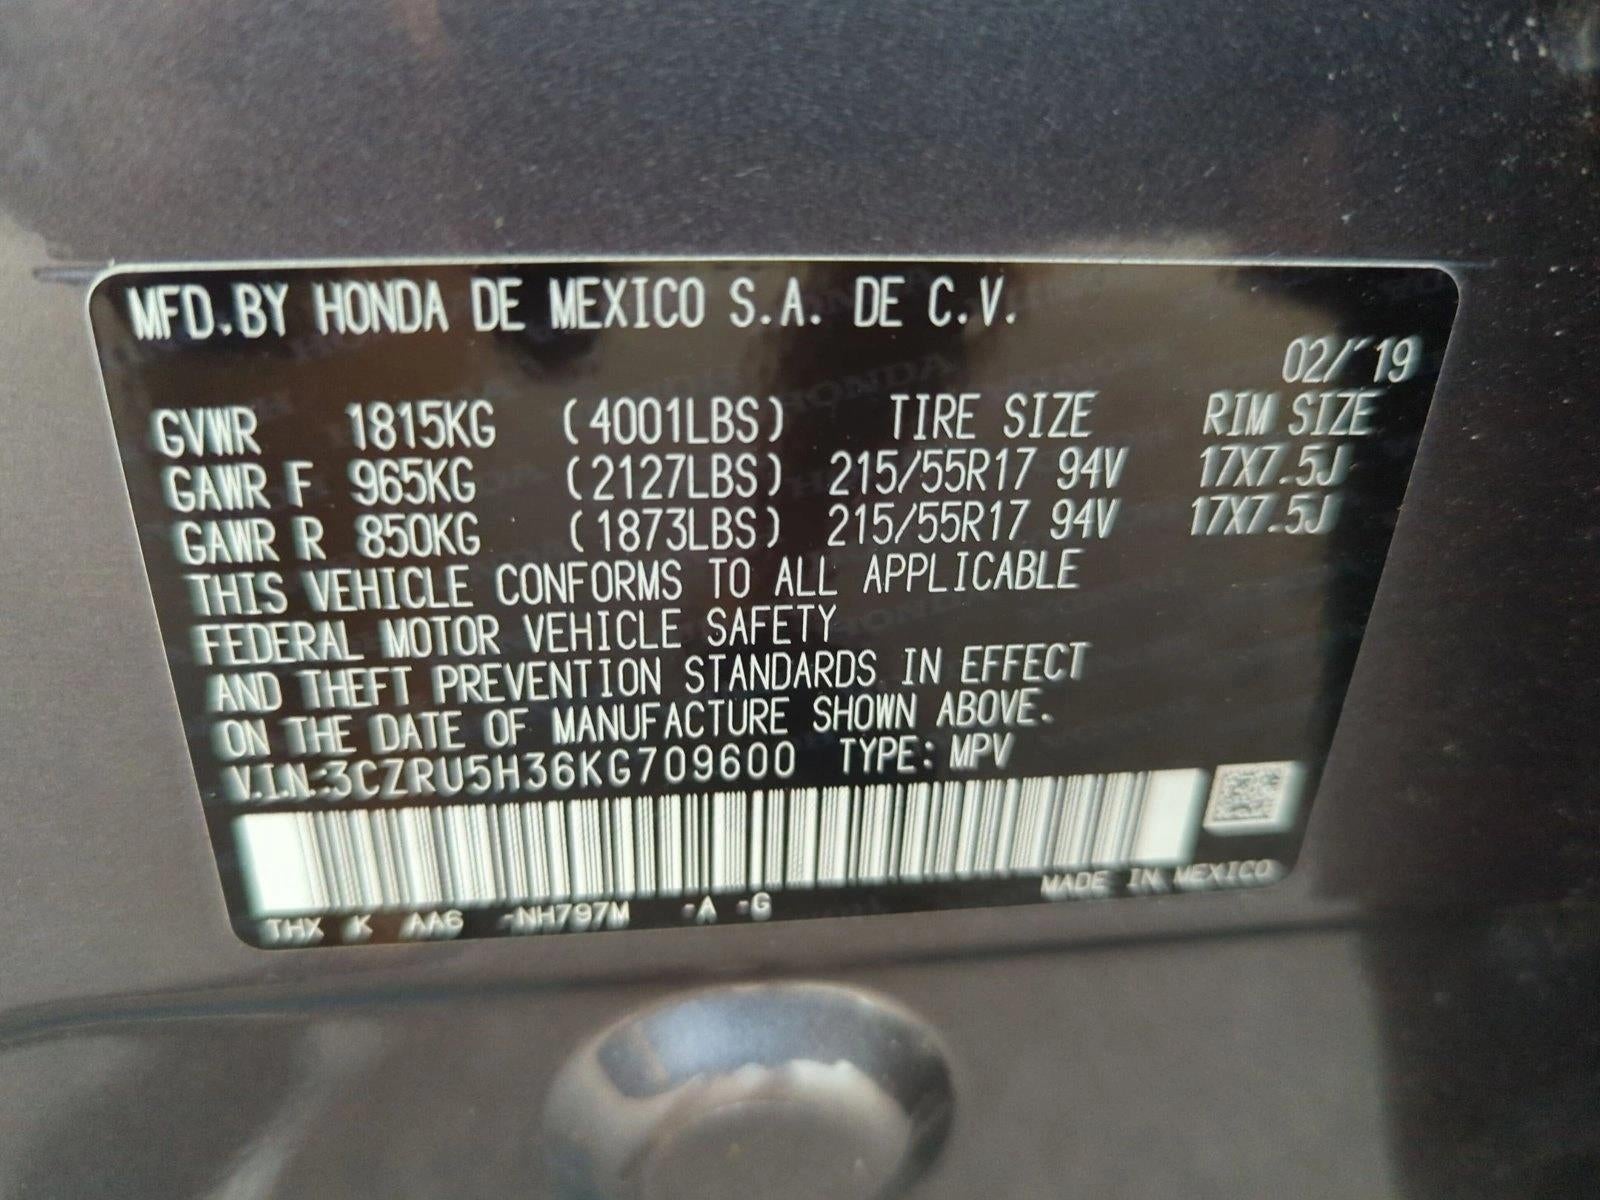 MFD.BY HONDA DE MEXICO S.A. DE C.V.
02/'19
GVWR 1815KG (4001LBS) TIRE SIZE RIM SIZE
GAWR F 965KG (2127LBS) 215/55R17 94V 17X7.5J
GAWR R 850KG (1873LBS) 215/55R17 94V 17X7.5J
THIS VEHICLE CONFORMS TO ALL APPLICABLE
FEDERAL MOTOR VEHICLE SAFETY
AND THEFT PREVENTION STANDARDS IN EFFECT
ON THE DATE OF MANUFACTURE SHOWN ABOVE.
V.I.N:3CZRU5H36KG709600 TYPE: MPV
MADE IN MEXICO
THX K AA6 -NH797M -A -G